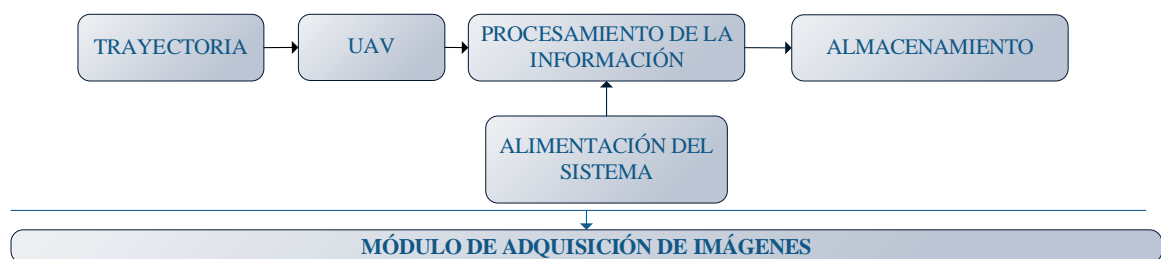 TRAYECTORIA
UAV
PROCESAMIENTO DE LA
INFORMACIÓN
ALMACENAMIENTO
ALIMENTACIÓN DEL
SISTEMA
MÓDULO DE ADQUISICIÓN DE IMÁGENES